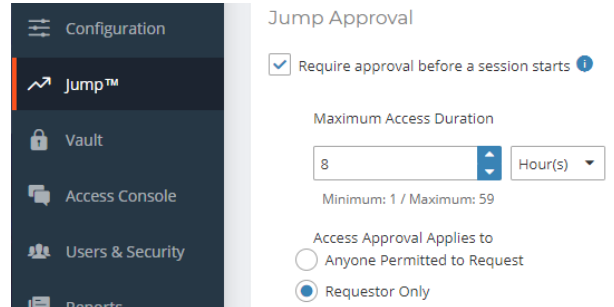 Configuration
Jump™
Vault
Access Console
Users & Security
Reports
Jump Approval
Require approval before a session starts
Maximum Access Duration
8
Hour(s)
Minimum: 1 / Maximum: 59
Access Approval Applies to
Anyone Permitted to Request
Requestor Only